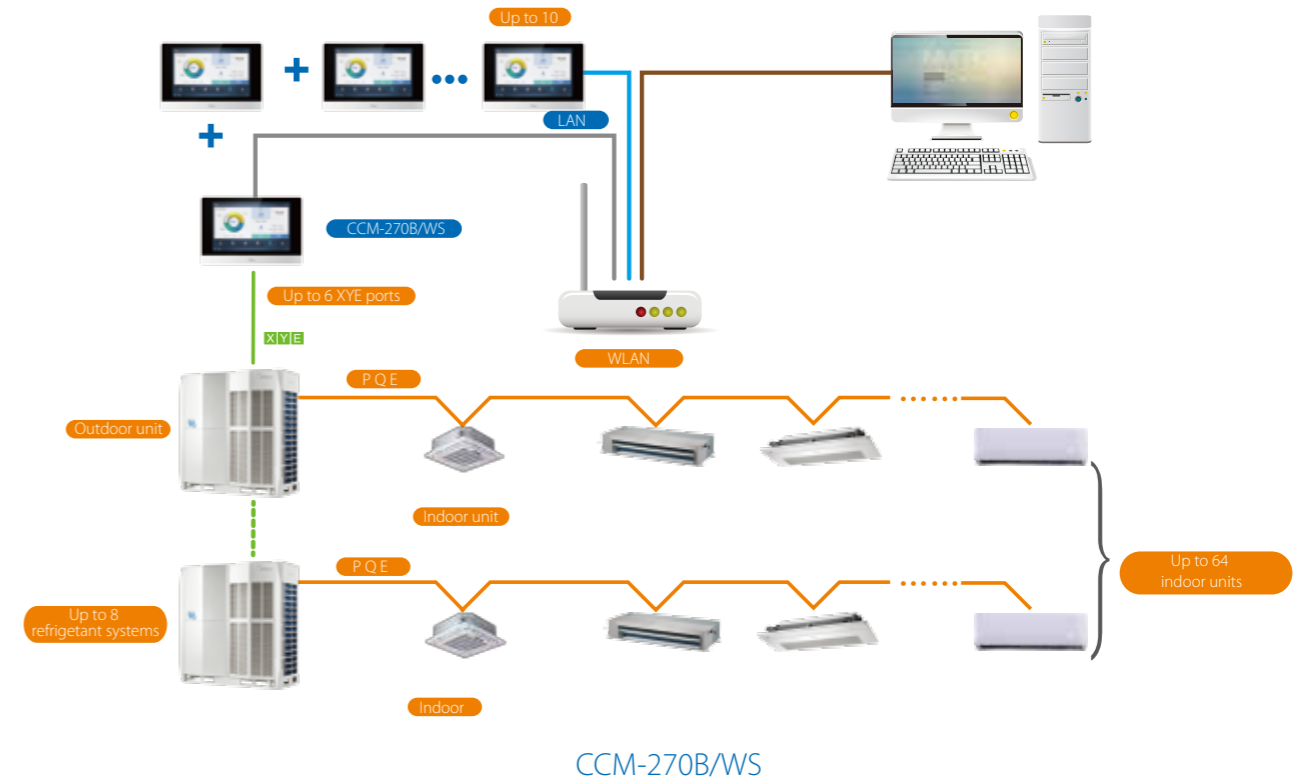 Up to 10
LAN
CCM-270B/WS
Up to 6 XYE ports
X Y E
WLAN
P Q E
Outdoor unit
Indoor unit
P Q E
Up to 64
indoor units
Up to 8
refrigetant systems
Indoor
CCM-270B/WS